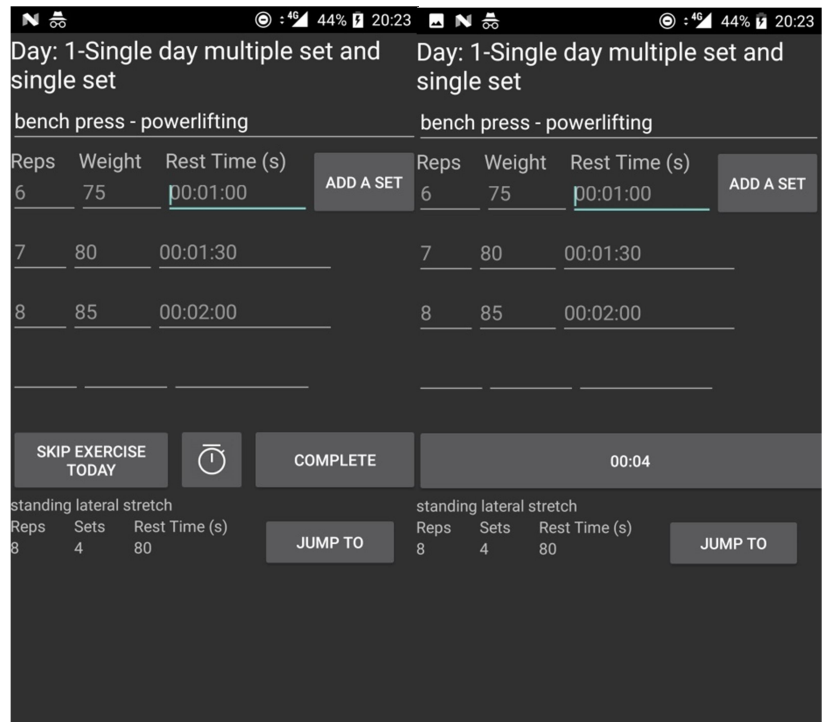 4G 44% 20:23
Day: 1-Single day multiple set and
single set
bench press - powerlifting
Reps Weight Rest Time (s)
6 75 00:01:00 ADD A SET
7 80 00:01:30
8 85 00:02:00
SKIP EXERCISE
TODAY
COMPLETE
standing lateral stretch
Reps Sets Rest Time (s)
8 4 80
JUMP TO
4G 44% 20:23
Day: 1-Single day multiple set and
single set
bench press - powerlifting
Reps Weight Rest Time (s)
6 75 00:01:00 ADD A SET
7 80 00:01:30
8 85 00:02:00
00:04
standing lateral stretch
Reps Sets Rest Time (s)
8 4 80
JUMP TO